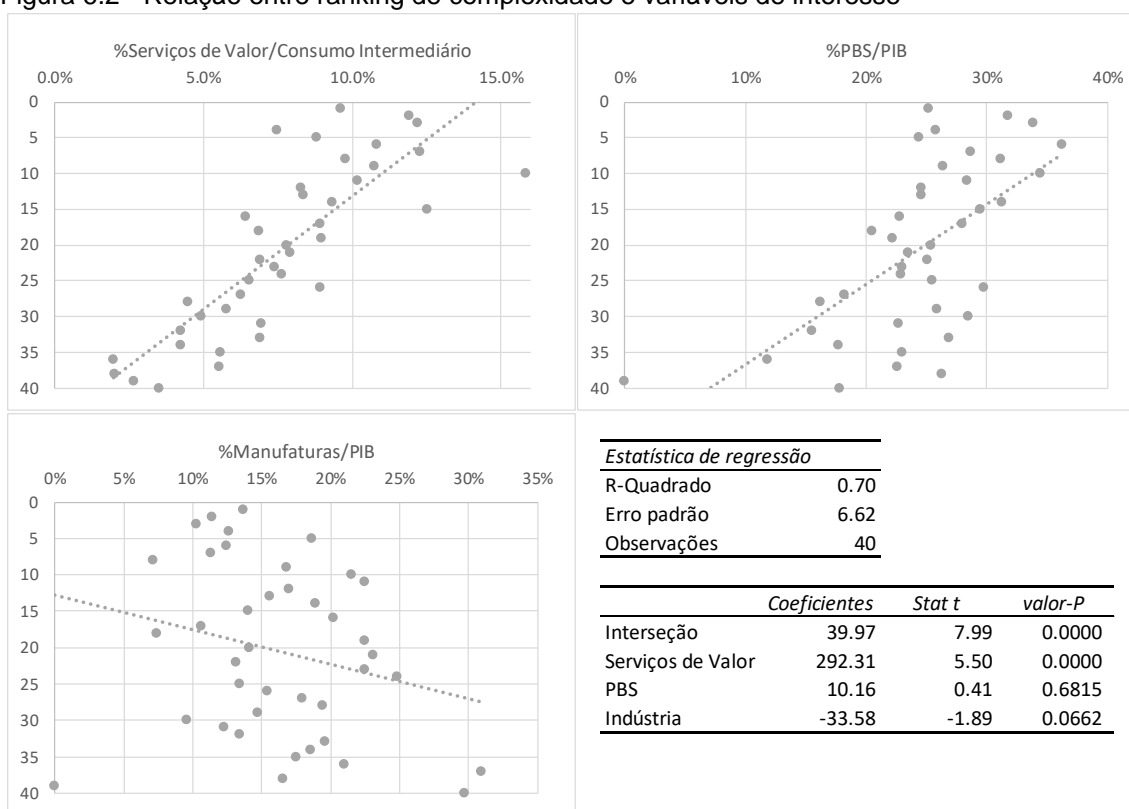 Figura 6.2 - Relação entre ranking de complexidade e variáveis de interesse
%Serviços de Valor/Consumo Intermediário
0.0% 5.0% 10.0% 15.0%
0
5
10
15
20
25
30
35
40
%PBS/PIB
0% 10% 20% 30% 40%
0
5
10
15
20
25
30
35
40
%Manufaturas/PIB
0% 5% 10% 15% 20% 25% 30% 35%
0
5
10
15
20
25
30
35
40
Estatística de regressão
R-Quadrado 0.70
Erro padrão 6.62
Observações 40
Coeficientes Stat t valor-P
Interseção 39.97 7.99 0.0000
Serviços de Valor 292.31 5.50 0.0000
PBS 10.16 0.41 0.6815
Indústria -33.58 -1.89 0.0662